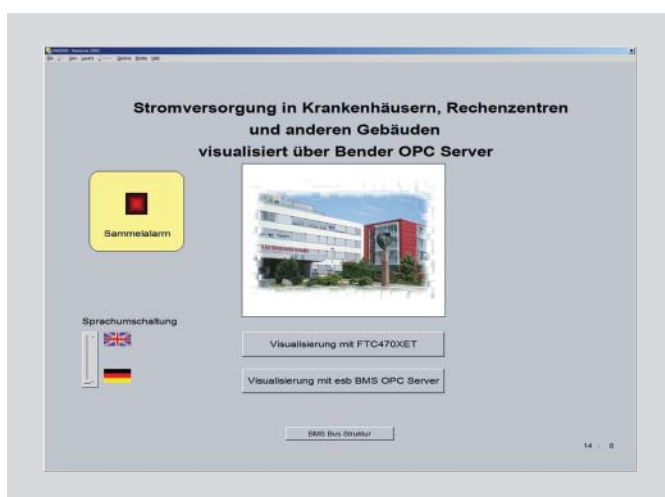 Stromversorgung in Krankenhäusern, Rechenzentren
und anderen Gebäuden
visualisiert über Bender OPC Server
Sammelalarm
Sprachumschaltung
Visualisierung mit FTC470XET
Visualisierung mit esb BMS OPC Server
BMS Bus Struktur
14 : 8